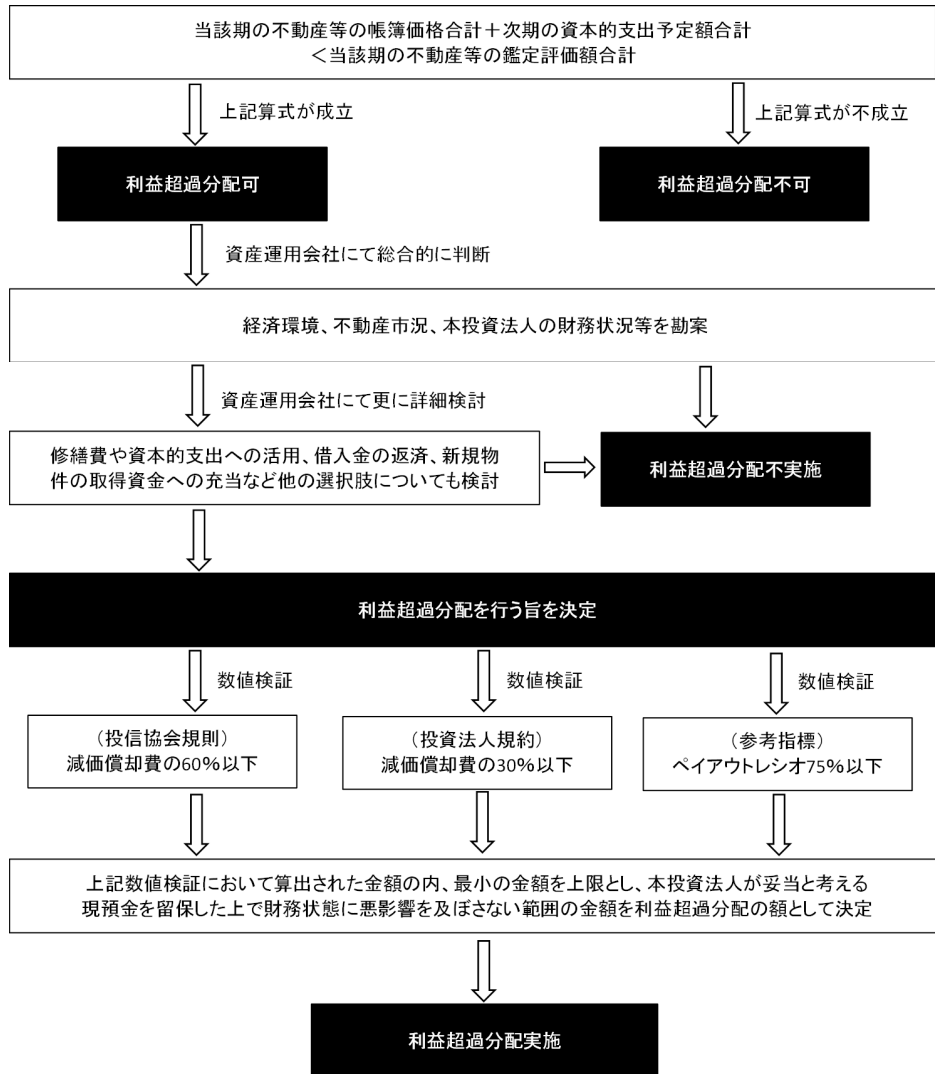 当該期の不動産等の帳簿価格合計＋次期の資本的支出予定額合計
＜当該期の不動産等の鑑定評価額合計
上記算式が成立
上記算式が不成立
利益超過分配可
利益超過分配不可
資産運用会社にて総合的に判断
経済環境、不動産市況、本投資法人の財務状況等を勘案
資産運用会社にて更に詳細検討
修繕費や資本的支出への活用、借入金の返済、新規物
件の取得資金への充当など他の選択肢についても検討
利益超過分配不実施
利益超過分配を行う旨を決定
数値検証
数値検証
数値検証
（投信協会規則）
減価償却費の60％以下
（投資法人規約）
減価償却費の30％以下
（参考指標）
ペイアウトレシオ75％以下
上記数値検証において算出された金額の内、最小の金額を上限とし、本投資法人が妥当と考える
現預金を留保した上で財務状態に悪影響を及ぼさない範囲の金額を利益超過分配の額として決定
利益超過分配実施